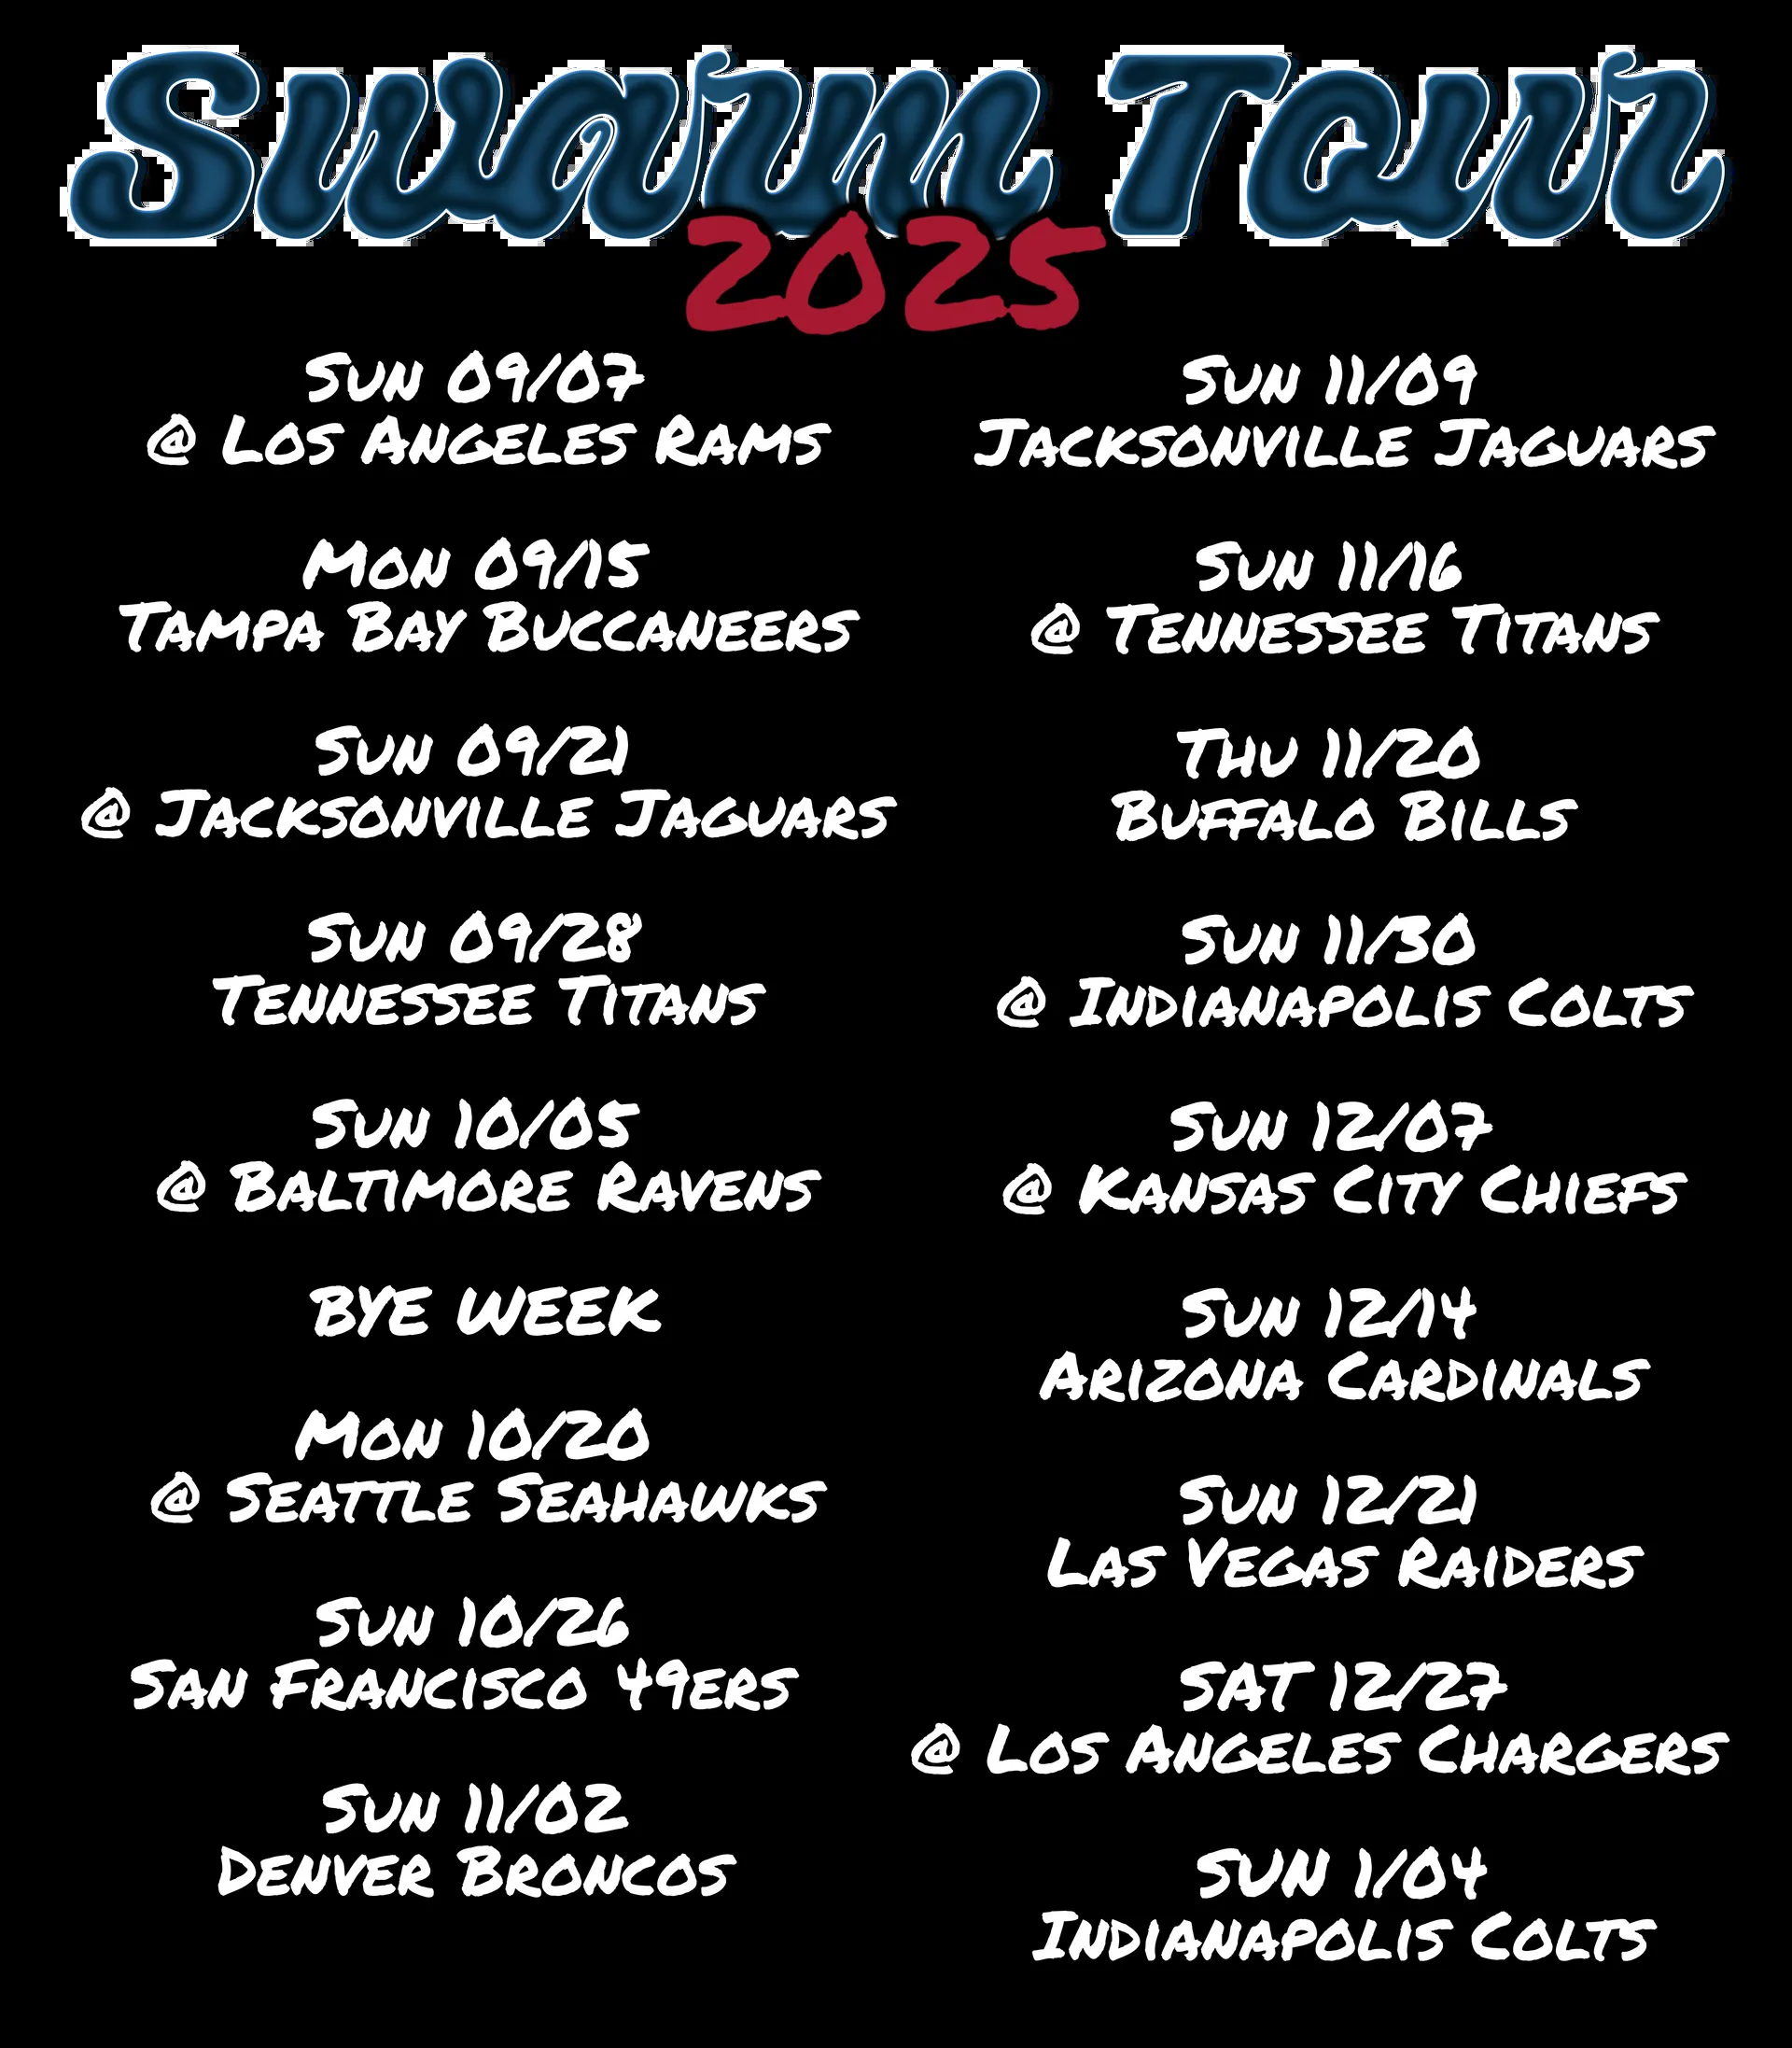 Swarm Tour
2025
Sun 09/07
@ Los Angeles Rams
Mon 09/15
Tampa Bay Buccaneers
Sun 09/21
@ Jacksonville Jaguars
Sun 09/28
Tennessee Titans
Sun 10/05
@ Baltimore Ravens
BYE WEEK
Mon 10/20
@ Seattle Seahawks
Sun 10/26
San Francisco 49ers
Sun 11/02
Denver Broncos
Sun 11/09
Jacksonville Jaguars
Sun 11/16
@ Tennessee Titans
Thu 11/20
Buffalo Bills
Sun 11/30
@ Indianapolis Colts
Sun 12/07
@ Kansas City Chiefs
Sun 12/14
Arizona Cardinals
Sun 12/21
Las Vegas Raiders
SAT 12/27
@ Los Angeles Chargers
SUN 1/04
Indianapolis Colts